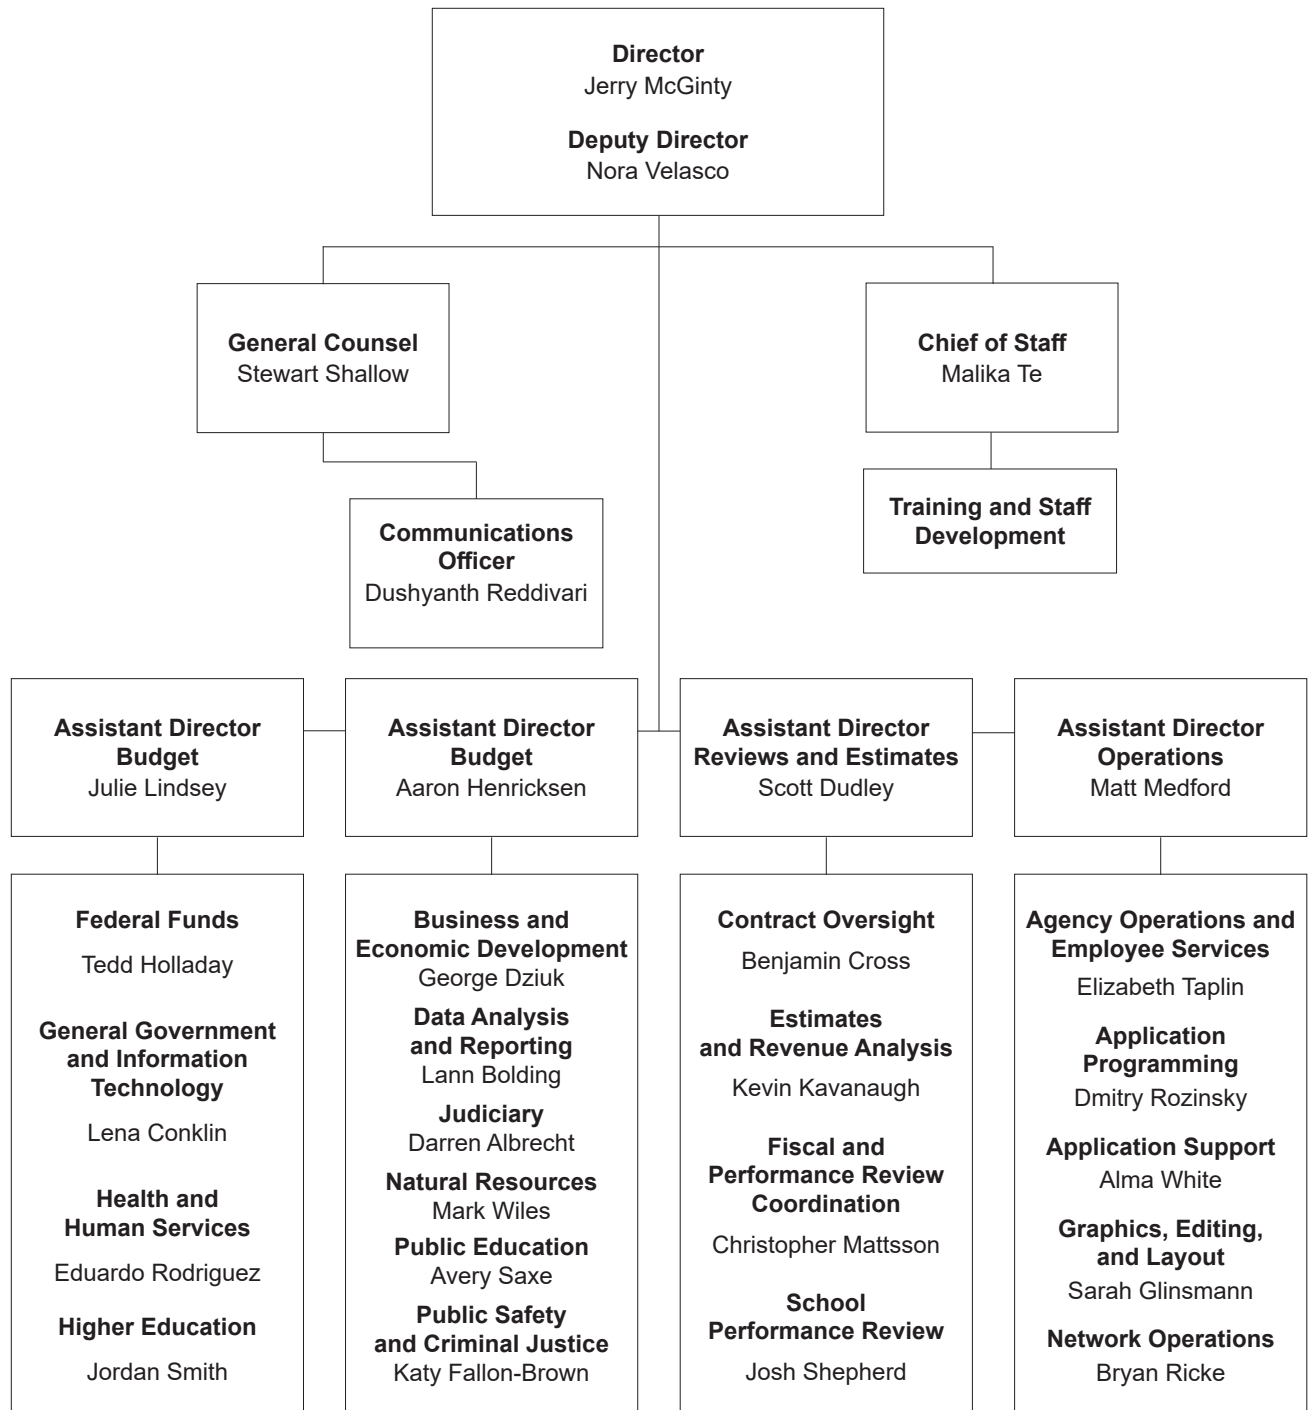 Director
Jerry McGinty
Deputy Director
Nora Velasco
General Counsel
Stewart Shallow
Chief of Staff
Malika Te
Communications
Officer
Dushyanth Reddivari
Training and Staff
Development
Assistant Director
Budget
Julie Lindsey
Assistant Director
Budget
Aaron Henricksen
Assistant Director
Reviews and Estimates
Scott Dudley
Assistant Director
Operations
Matt Medford
Federal Funds
Tedd Holladay
General Government
and Information
Technology
Lena Conklin
Health and
Human Services
Eduardo Rodriguez
Higher Education
Jordan Smith
Business and
Economic Development
George Dziuk
Data Analysis
and Reporting
Lann Bolding
Judiciary
Darren Albrecht
Natural Resources
Mark Wiles
Public Education
Avery Saxe
Public Safety
and Criminal Justice
Katy Fallon-Brown
Contract Oversight
Benjamin Cross
Estimates
and Revenue Analysis
Kevin Kavanaugh
Fiscal and
Performance Review
Coordination
Christopher Mattsson
School
Performance Review
Josh Shepherd
Agency Operations and
Employee Services
Elizabeth Taplin
Application
Programming
Dmitry Rozinsky
Application Support
Alma White
Graphics, Editing,
and Layout
Sarah Glinsmann
Network Operations
Bryan Ricke